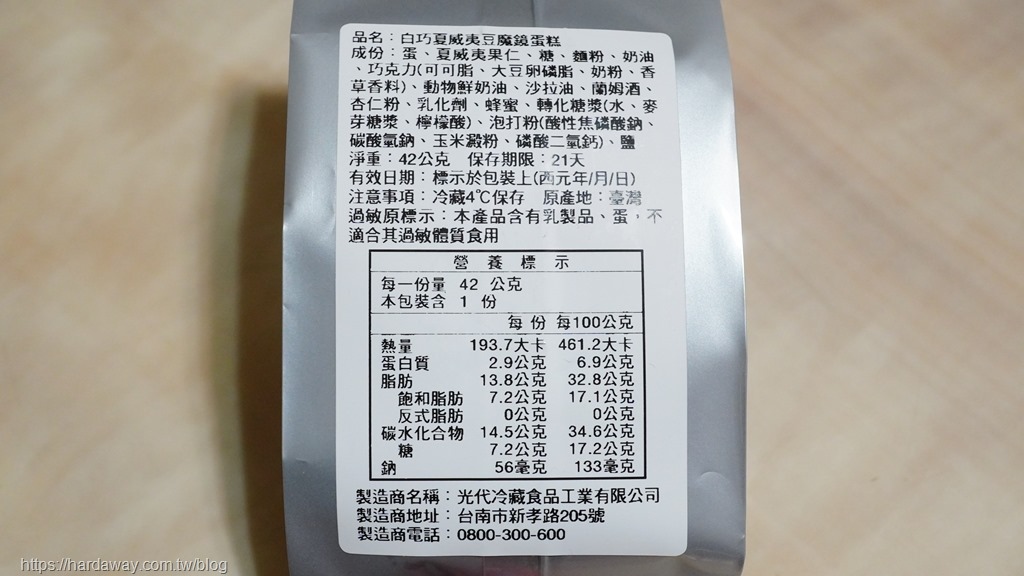 品名：白巧夏威夷豆魔鏡蛋糕
成份：蛋、夏威夷果仁、糖、麵粉、奶油
、巧克力(可可脂、大豆卵磷脂、奶粉、香
草香料)、動物鮮奶油、沙拉油、蘭姆酒、
杏仁粉、乳化劑、蜂蜜、轉化糖漿(水、麥
芽糖漿、檸檬酸)、泡打粉(酸性焦磷酸鈉、
碳酸氫鈉、玉米澱粉、磷酸二氫鈣)、鹽
淨重：42公克 保存期限：21天
有效日期：標示於包裝上(西元年/月/日)
注意事項：冷藏4℃保存 原產地：臺灣
過敏原標示：本產品含有乳製品、蛋，不
適合其過敏體質食用
營養標示
每一份量 42 公克
本包裝含 1 份
每份 每100公克
熱量 193.7大卡 461.2大卡
蛋白質 2.9公克 6.9公克
脂肪 13.8公克 32.8公克
飽和脂肪 7.2公克 17.1公克
反式脂肪 0公克 0公克
碳水化合物 14.5公克 34.6公克
糖 7.2公克 17.2公克
鈉 56毫克 133毫克
製造商名稱：光代冷藏食品工業有限公司
製造商地址：台南市新孝路205號
製造商電話：0800-300-600
https://hardaway.com.tw/blog